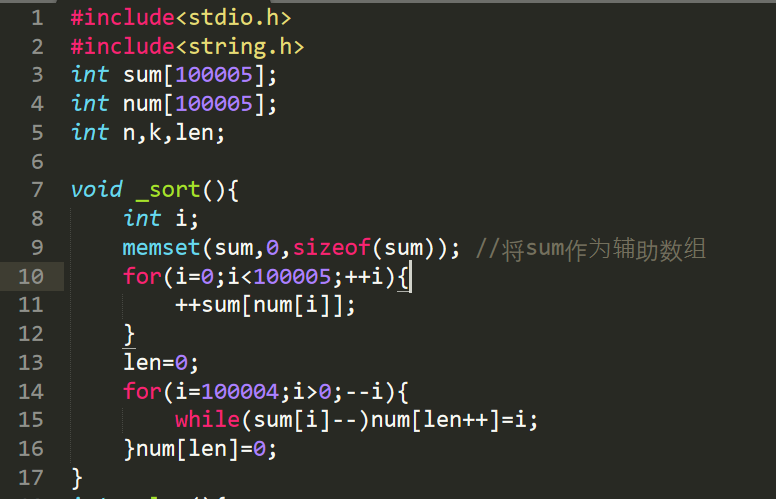 1 #include<stdio.h>
2 #include<string.h>
3 int sum[100005];
4 int num[100005];
5 int n,k,len;
6
7 void _sort(){
8 int i;
9 memset(sum,0,sizeof(sum)); //将sum作为辅助数组
10 for(i=0;i<100005;++i){
11 ++sum[num[i]];
12 }
13 len=0;
14 for(i=100004;i>0;--i){
15 while(sum[i]--)num[len++]=i;
16 }num[len]=0;
17 }